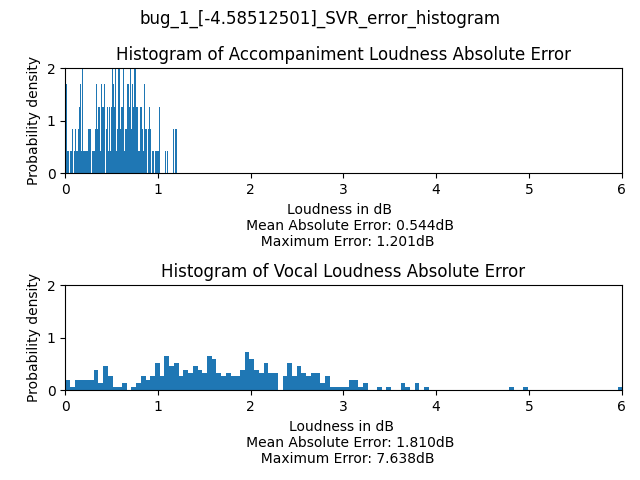 bug_1_[-4.58512501]_SVR_error_histogram
Histogram of Accompaniment Loudness Absolute Error
Probability density
2
1
0
0 1 2 3 4 5 6
Loudness in dB
Mean Absolute Error: 0.544dB
Maximum Error: 1.201dB
Histogram of Vocal Loudness Absolute Error
Probability density
2
1
0
0 1 2 3 4 5 6
Loudness in dB
Mean Absolute Error: 1.810dB
Maximum Error: 7.638dB